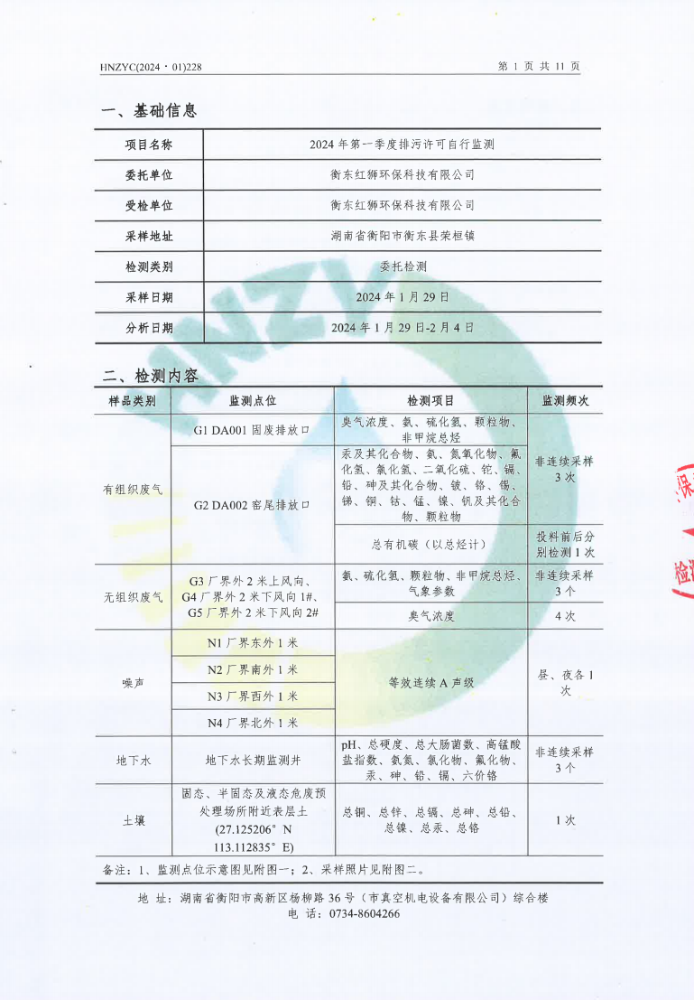 HNZYC(2024·01)228 第 1 页 共 11 页
一、基础信息
项目名称 2024 年第一季度排污许可自行监测
委托单位 衡东红狮环保科技有限公司
受检单位 衡东红狮环保科技有限公司
采样地址 湖南省衡阳市衡东县荣桓镇
检测类别 委托检测
采样日期 2024 年 1 月 29 日
分析日期 2024 年 1 月 29 日-2 月 4 日
HNZY
二、检测内容
样品类别 监测点位 检测项目 监测频次
有组织废气
G1 DA001 固废排放口
臭气浓度、氨、硫化氢、颗粒物、
非甲烷总烃
非连续采样
3 次
G2 DA002 窑尾排放口
汞及其化合物、氨、氮氧化物、氟
化氢、氯化氢、二氧化硫、铊、镉、
铅、砷及其化合物、铍、铬、锡、
锑、铜、钴、锰、镍、钒及其化合
物、颗粒物
总有机碳（以总烃计）
投料前后分
别检测 1 次
无组织废气
G3 厂界外 2 米上风向、
G4 厂界外 2 米下风向 1#、
G5 厂界外 2 米下风向 2#
氨、硫化氢、颗粒物、非甲烷总烃、
气象参数
非连续采样
3 个
臭气浓度 4 次
噪声
N1 厂界东外 1 米
N2 厂界南外 1 米
N3 厂界西外 1 米
N4 厂界北外 1 米
等效连续 A 声级
昼、夜各 1
次
地下水 地下水长期监测井
pH、总硬度、总大肠菌数、高锰酸
盐指数、氨氮、氯化物、氟化物、
汞、砷、铅、镉、六价铬
非连续采样
3 个
土壤
固态、半固态及液态危废预
处理场所附近表层土
(27.125206° N
113.112835° E)
总铜、总锌、总镉、总砷、总铅、
总镍、总汞、总铬
1 次
备注：1、监测点位示意图见附图一；2、采样照片见附图二。
地 址：湖南省衡阳市高新区杨柳路 36 号（市真空机电设备有限公司）综合楼
电 话：0734-8604266
保
检测